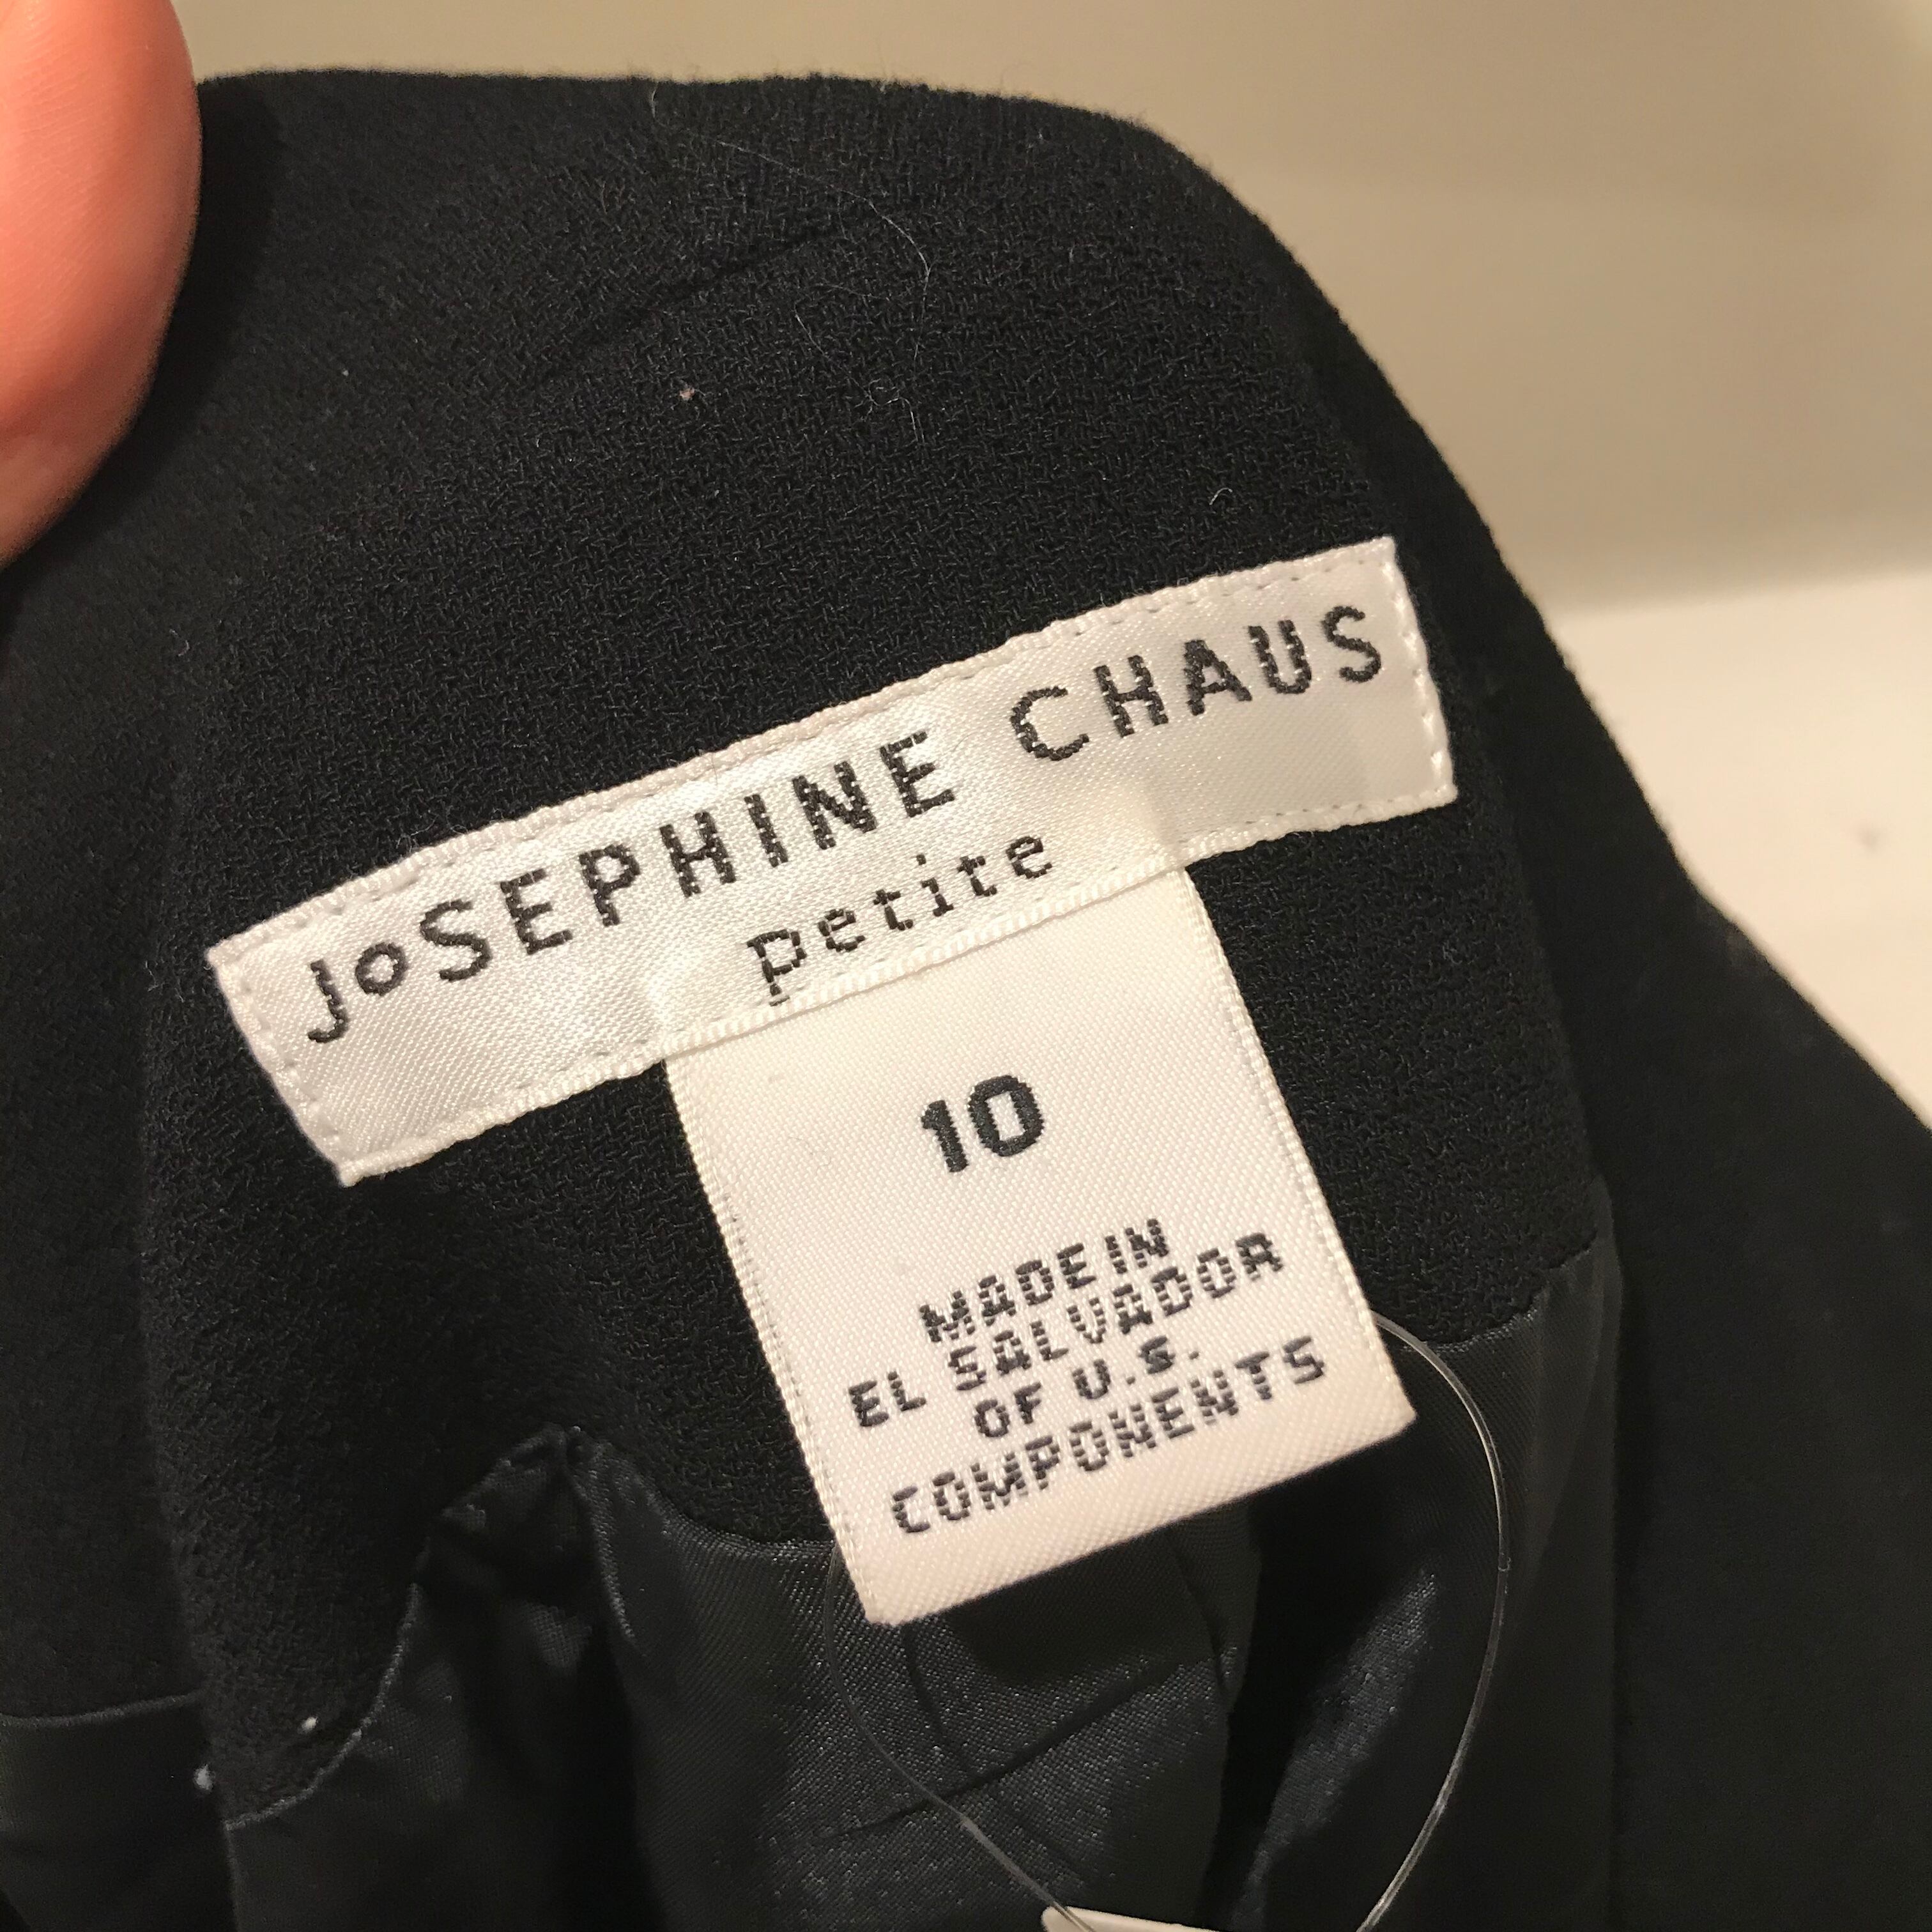 JoSEPHINE CHAUS
petite
10
MADE IN
EL SALVADOR
OF U.S.
COMPONENTS